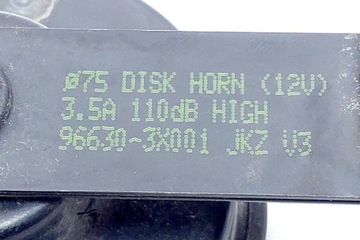 Ø75 DISK HORN (12V)
3.5A 110dB HIGH
96630-3X001 JKZ V3